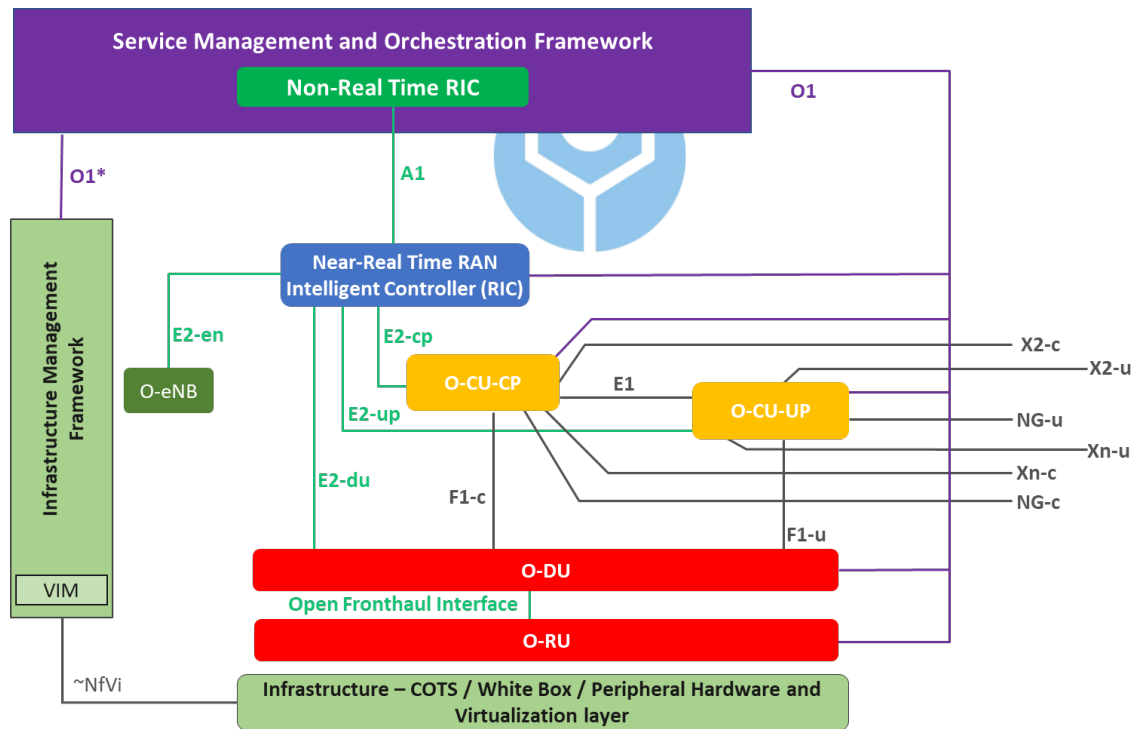 Service Management and Orchestration Framework
Non-Real Time RIC
O1
O1*
A1
Infrastructure Management
Framework
VIM
Near-Real Time RAN
Intelligent Controller (RIC)
E2-en
O-eNB
E2-cp
E2-up
E2-du
O-CU-CP
E1
O-CU-UP
X2-c
X2-u
NG-u
Xn-u
Xn-c
NG-c
F1-c
F1-u
O-DU
Open Fronthaul Interface
O-RU
~NfVi
Infrastructure – COTS / White Box / Peripheral Hardware and
Virtualization layer